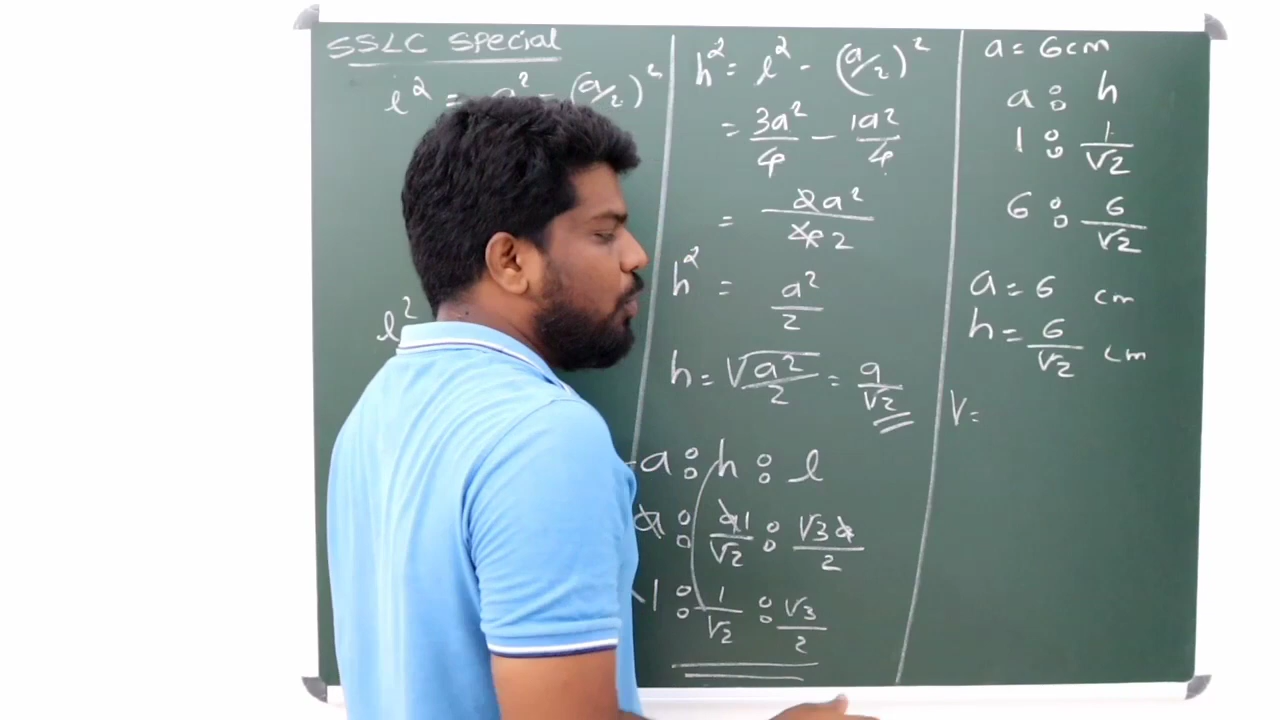 SSLC Special
l² = a² - (a/2)²
l²
h² = l² - (a/2)²
= 3a²/4 - 1a²/4
= 2a²/4 2
h² = a²/2
h = √a²/2 = a/√2
a : h : l
a : a1/√2 : √3a/2
1 : 1/√2 : √3/2
a = 6cm
a : h
1 : 1/√2
6 : 6/√2
a = 6 cm
h = 6/√2 cm
V =